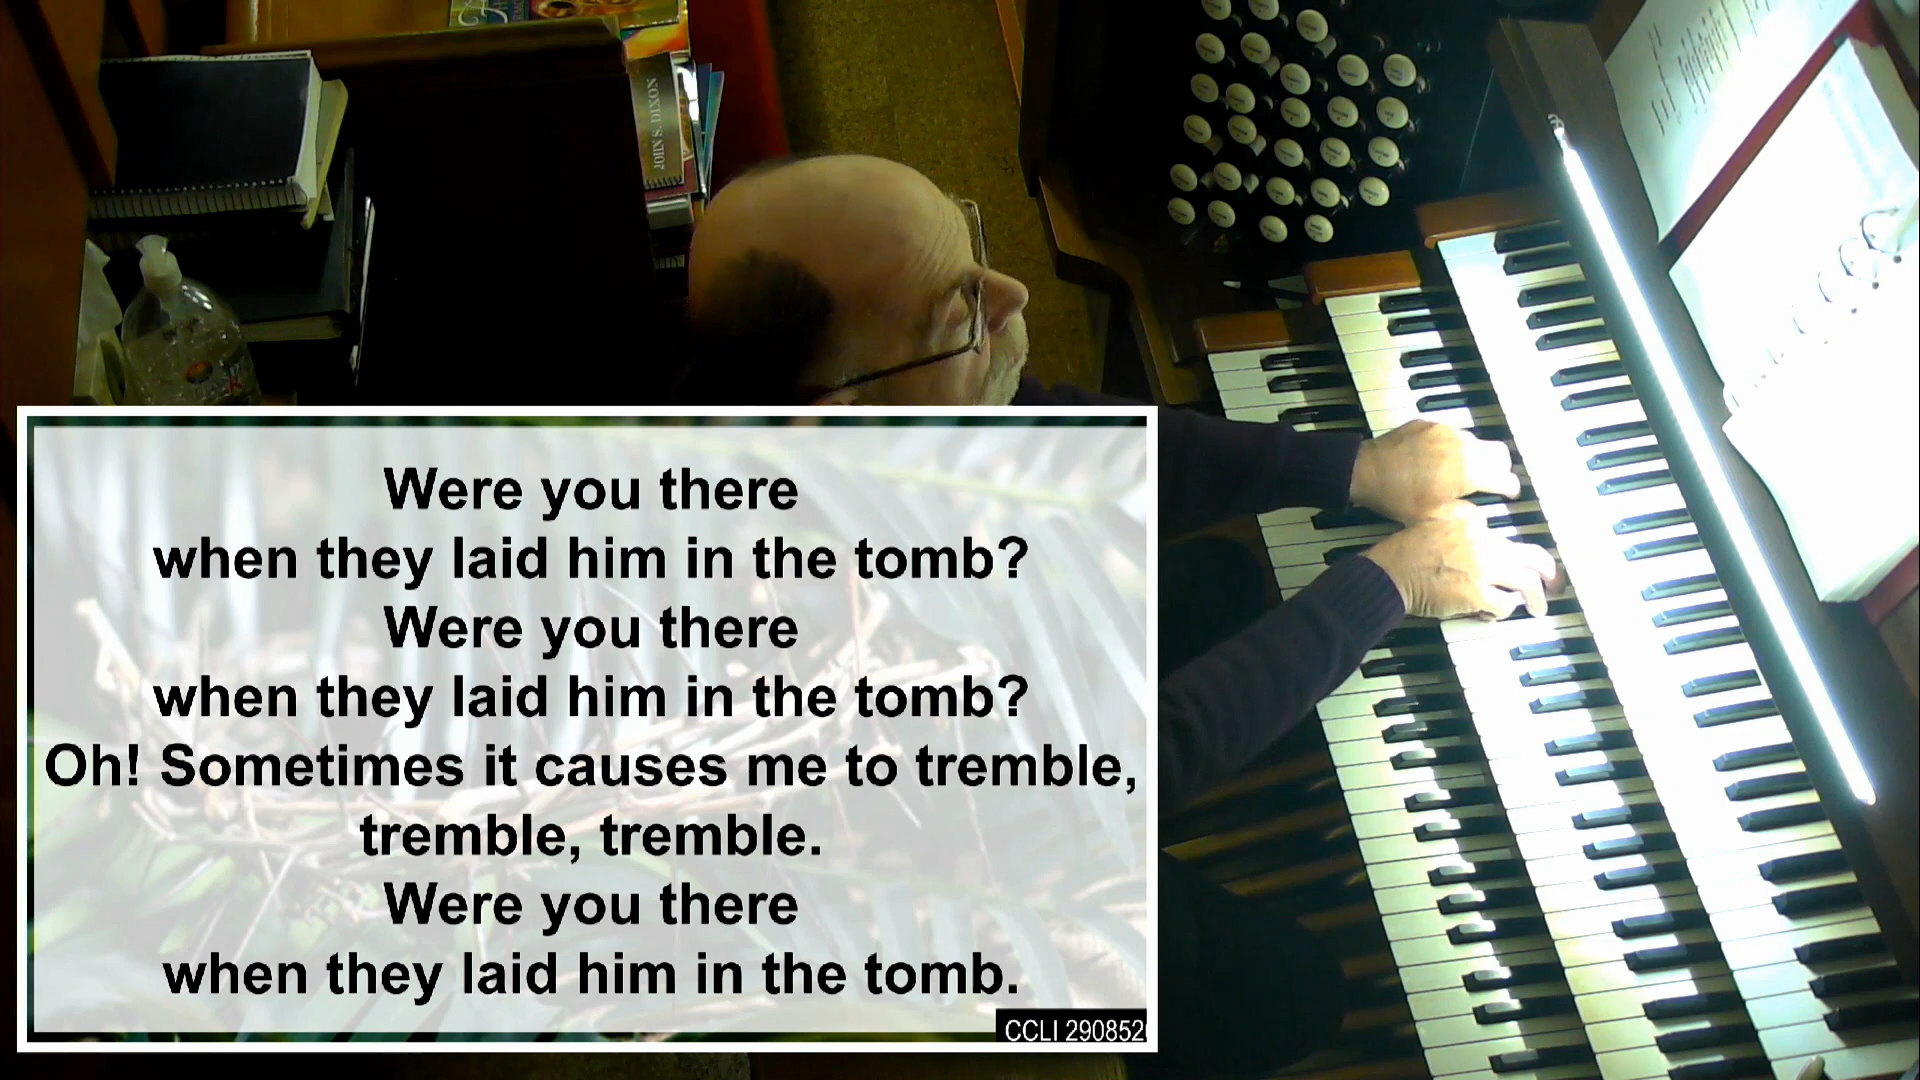 JOHN S. DIXON
Were you there
when they laid him in the tomb?
Were you there
when they laid him in the tomb?
Oh! Sometimes it causes me to tremble,
tremble, tremble.
Were you there
when they laid him in the tomb.
CCLI 290852